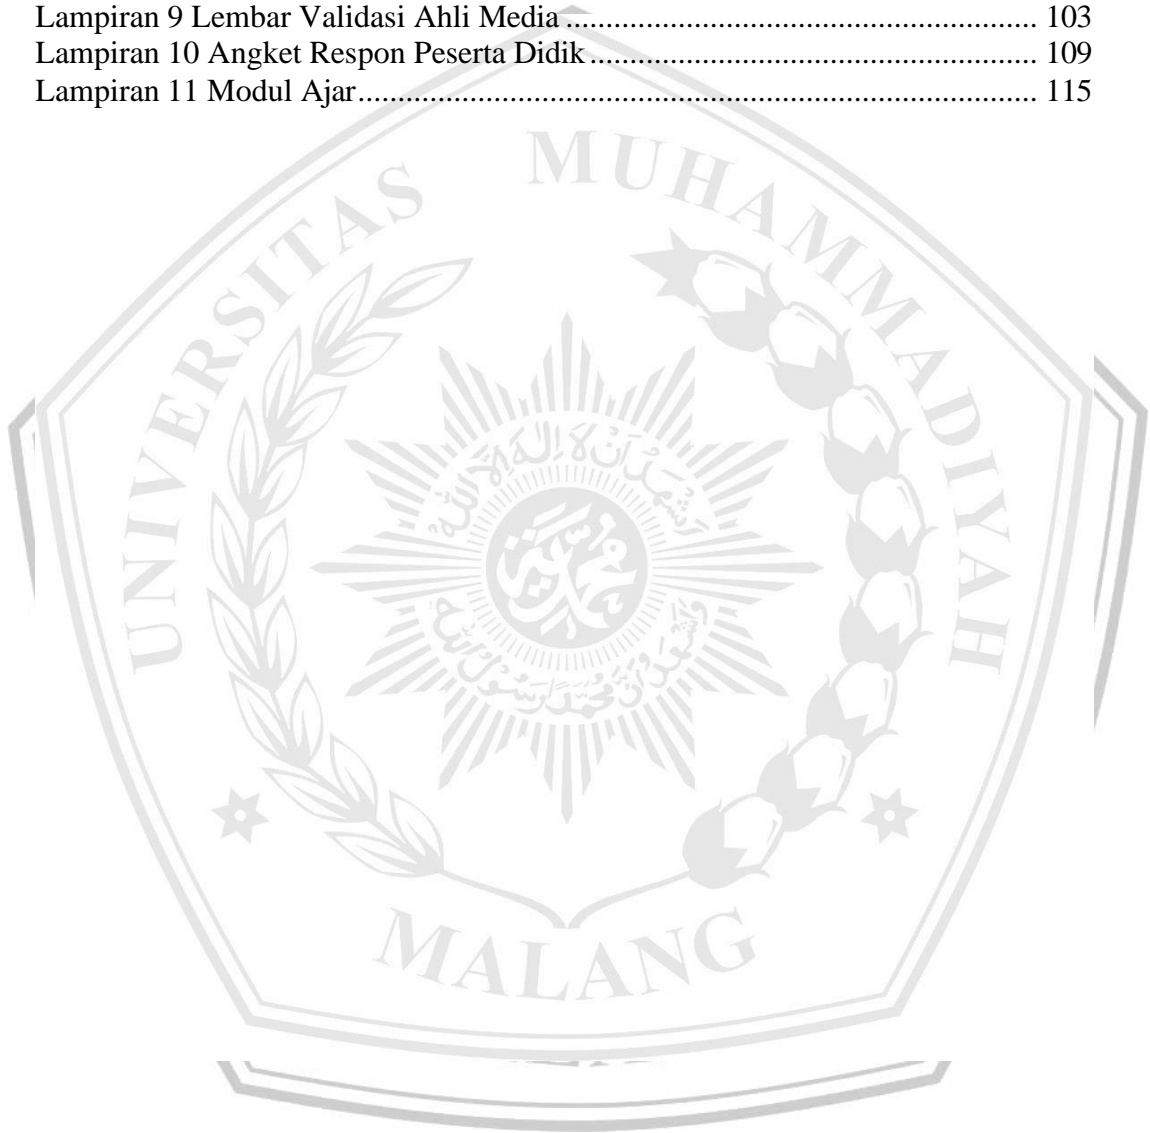 Lampiran 9 Lembar Validasi Ahli Media ............................................................ 103
Lampiran 10 Angket Respon Peserta Didik ......................................................... 109
Lampiran 11 Modul Ajar ...................................................................................... 115
UNIVERSITAS MUHAMMADIYAH
MALANG